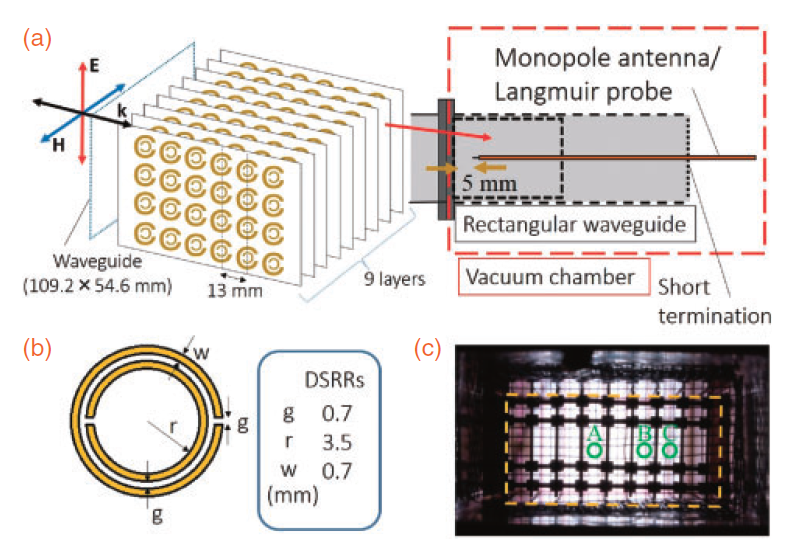 (a)
E
k
H
Waveguide
(109.2 × 54.6 mm)
13 mm
9 layers
Monopole antenna/
Langmuir probe
5 mm
Rectangular waveguide
Vacuum chamber
Short
termination
(b)
w
r
g
g
DSRRs
g 0.7
r 3.5
w 0.7
(mm)
(c)
A B C